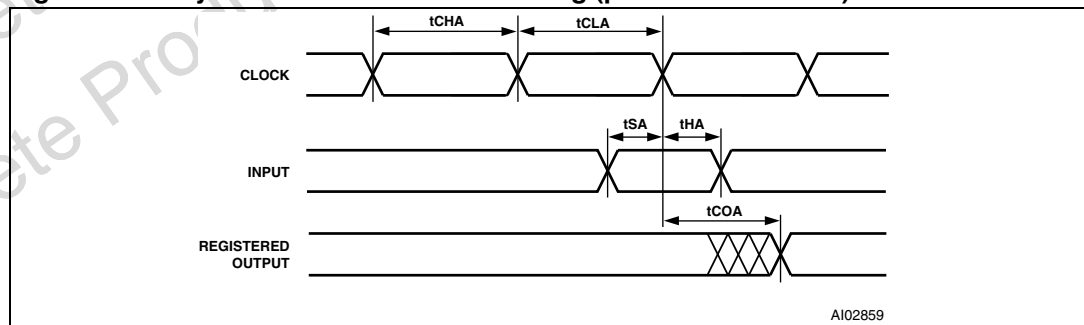 tCHA tCLA
CLOCK
tSA tHA
INPUT
tCOA
REGISTERED
OUTPUT
AI02859